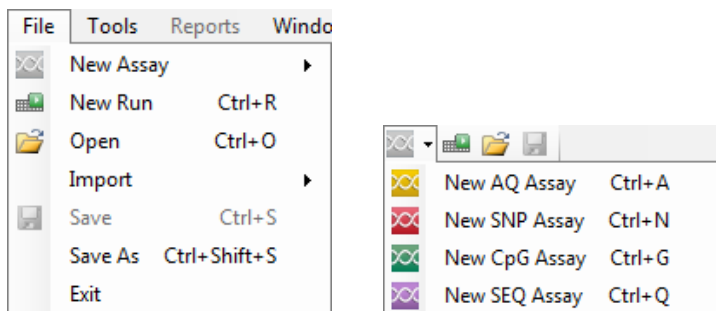 File Tools Reports Windo
New Assay
New Run Ctrl+R
Open Ctrl+O
Import
Save Ctrl+S
Save As Ctrl+Shift+S
Exit
New AQ Assay Ctrl+A
New SNP Assay Ctrl+N
New CpG Assay Ctrl+G
New SEQ Assay Ctrl+Q